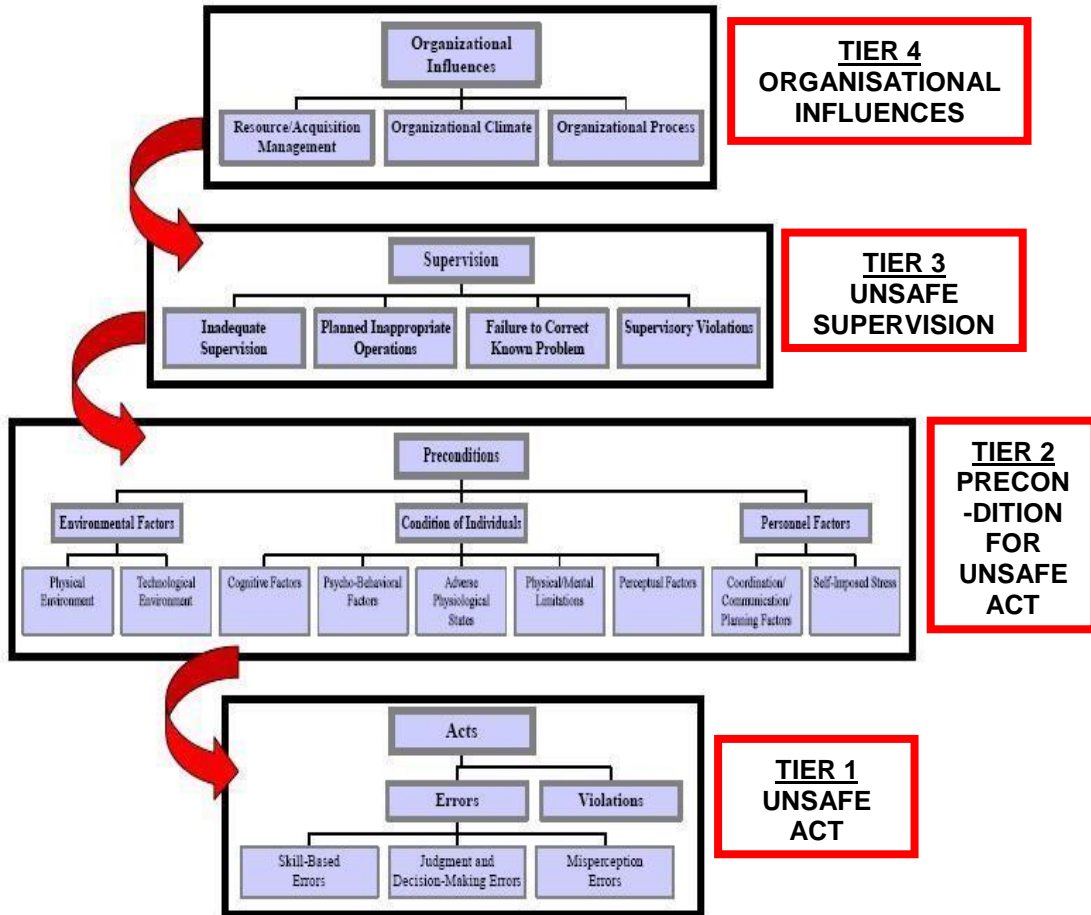 Organizational
Influences
Resource/Acquisition
Management
Organizational Climate
Organizational Process
TIER 4
ORGANISATIONAL
INFLUENCES
Supervision
Inadequate
Supervision
Planned Inappropriate
Operations
Failure to Correct
Known Problem
Supervisory Violations
TIER 3
UNSAFE
SUPERVISION
Preconditions
Environmental Factors
Condition of Individuals
Personnel Factors
Physical
Environment
Technological
Environment
Cognitive Factors
Psycho-Behavioral
Factors
Adverse
Physiological
States
Physical/Mental
Limitations
Perceptual Factors
Coordination/
Communication/
Planning Factors
Self-Imposed Stress
TIER 2
PRECON
-DITION
FOR
UNSAFE
ACT
Acts
Errors
Violations
Skill-Based
Errors
Judgment and
Decision-Making Errors
Misperception
Errors
TIER 1
UNSAFE
ACT